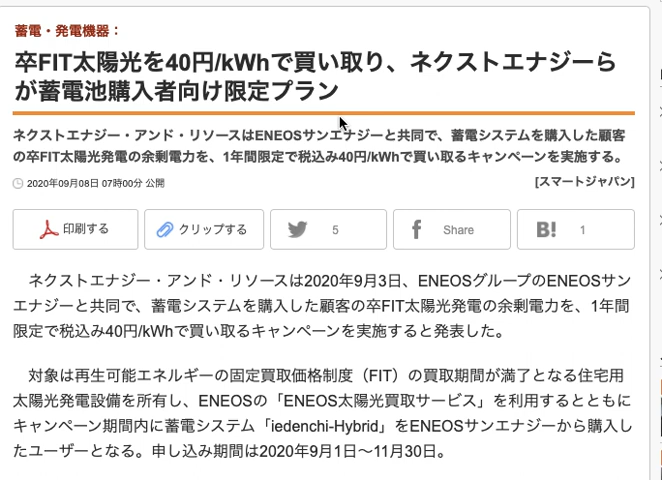 蓄電・発電機器：
卒FIT太陽光を40円/kWhで買い取り、ネクストエナジーら
が蓄電池購入者向け限定プラン
ネクストエナジー・アンド・リソースはENEOSサンエナジーと共同で、蓄電システムを購入した顧客
の卒FIT太陽光発電の余剰電力を、1年間限定で税込み40円/kWhで買い取るキャンペーンを実施する。
2020年09月08日 07時00分 公開
[スマートジャパン]
印刷する
クリップする
5
Share
B!
1
ネクストエナジー・アンド・リソースは2020年9月3日、ENEOSグループのENEOSサン
エナジーと共同で、蓄電システムを購入した顧客の卒FIT太陽光発電の余剰電力を、1年間
限定で税込み40円/kWhで買い取るキャンペーンを実施すると発表した。
対象は再生可能エネルギーの固定買取価格制度（FIT）の買取期間が満了となる住宅用
太陽光発電設備を所有し、ENEOSの「ENEOS太陽光買取サービス」を利用するとともに
キャンペーン期間内に蓄電システム「iedenchi-Hybrid」をENEOSサンエナジーから購入し
たユーザーとなる。申し込み期間は2020年9月1日～11月30日。